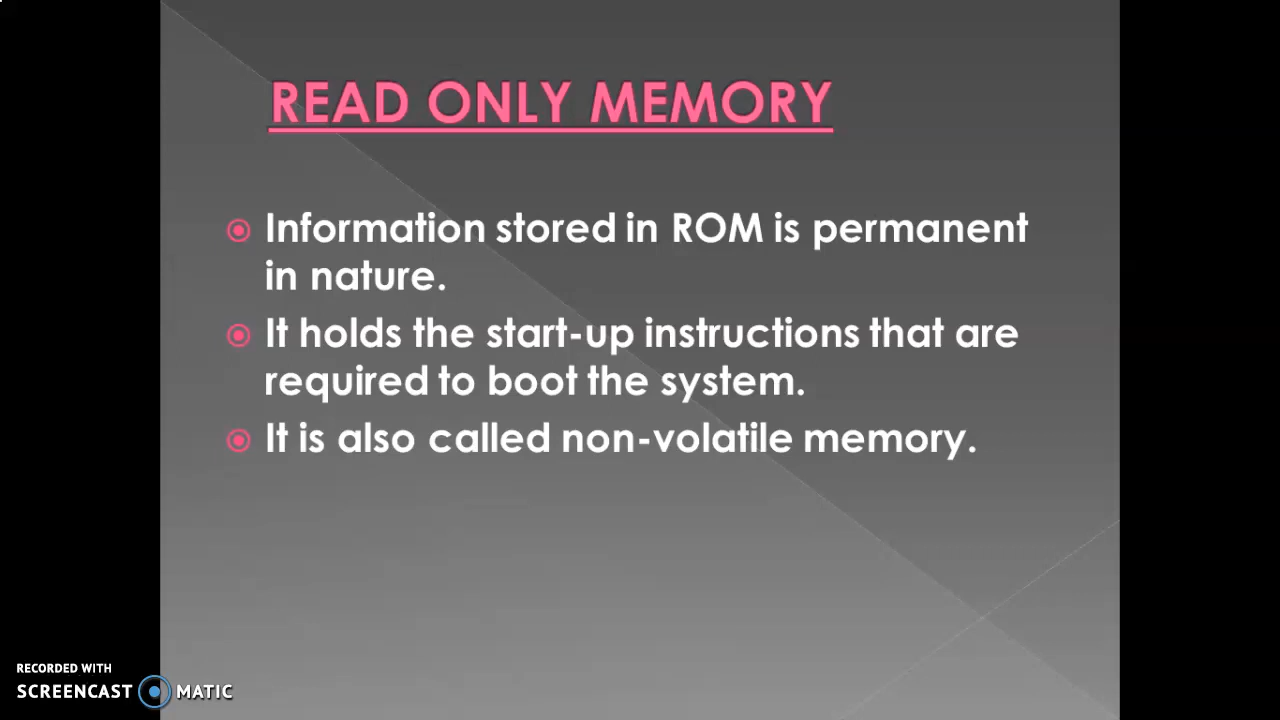 READ ONLY MEMORY
Information stored in ROM is permanent
in nature.
It holds the start-up instructions that are
required to boot the system.
It is also called non-volatile memory.
RECORDED WITH
SCREENCAST MATIC